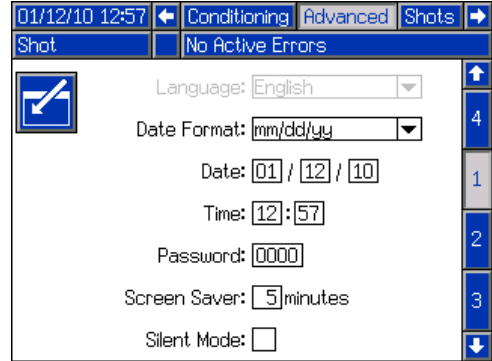 01/12/10 12:57 Conditioning Advanced Shots
Shot No Active Errors
Language: English
Date Format: mm/dd/yy
Date: 01 / 12 / 10
Time: 12:57
Password: 0000
Screen Saver: 5 minutes
Silent Mode:
4
1
2
3